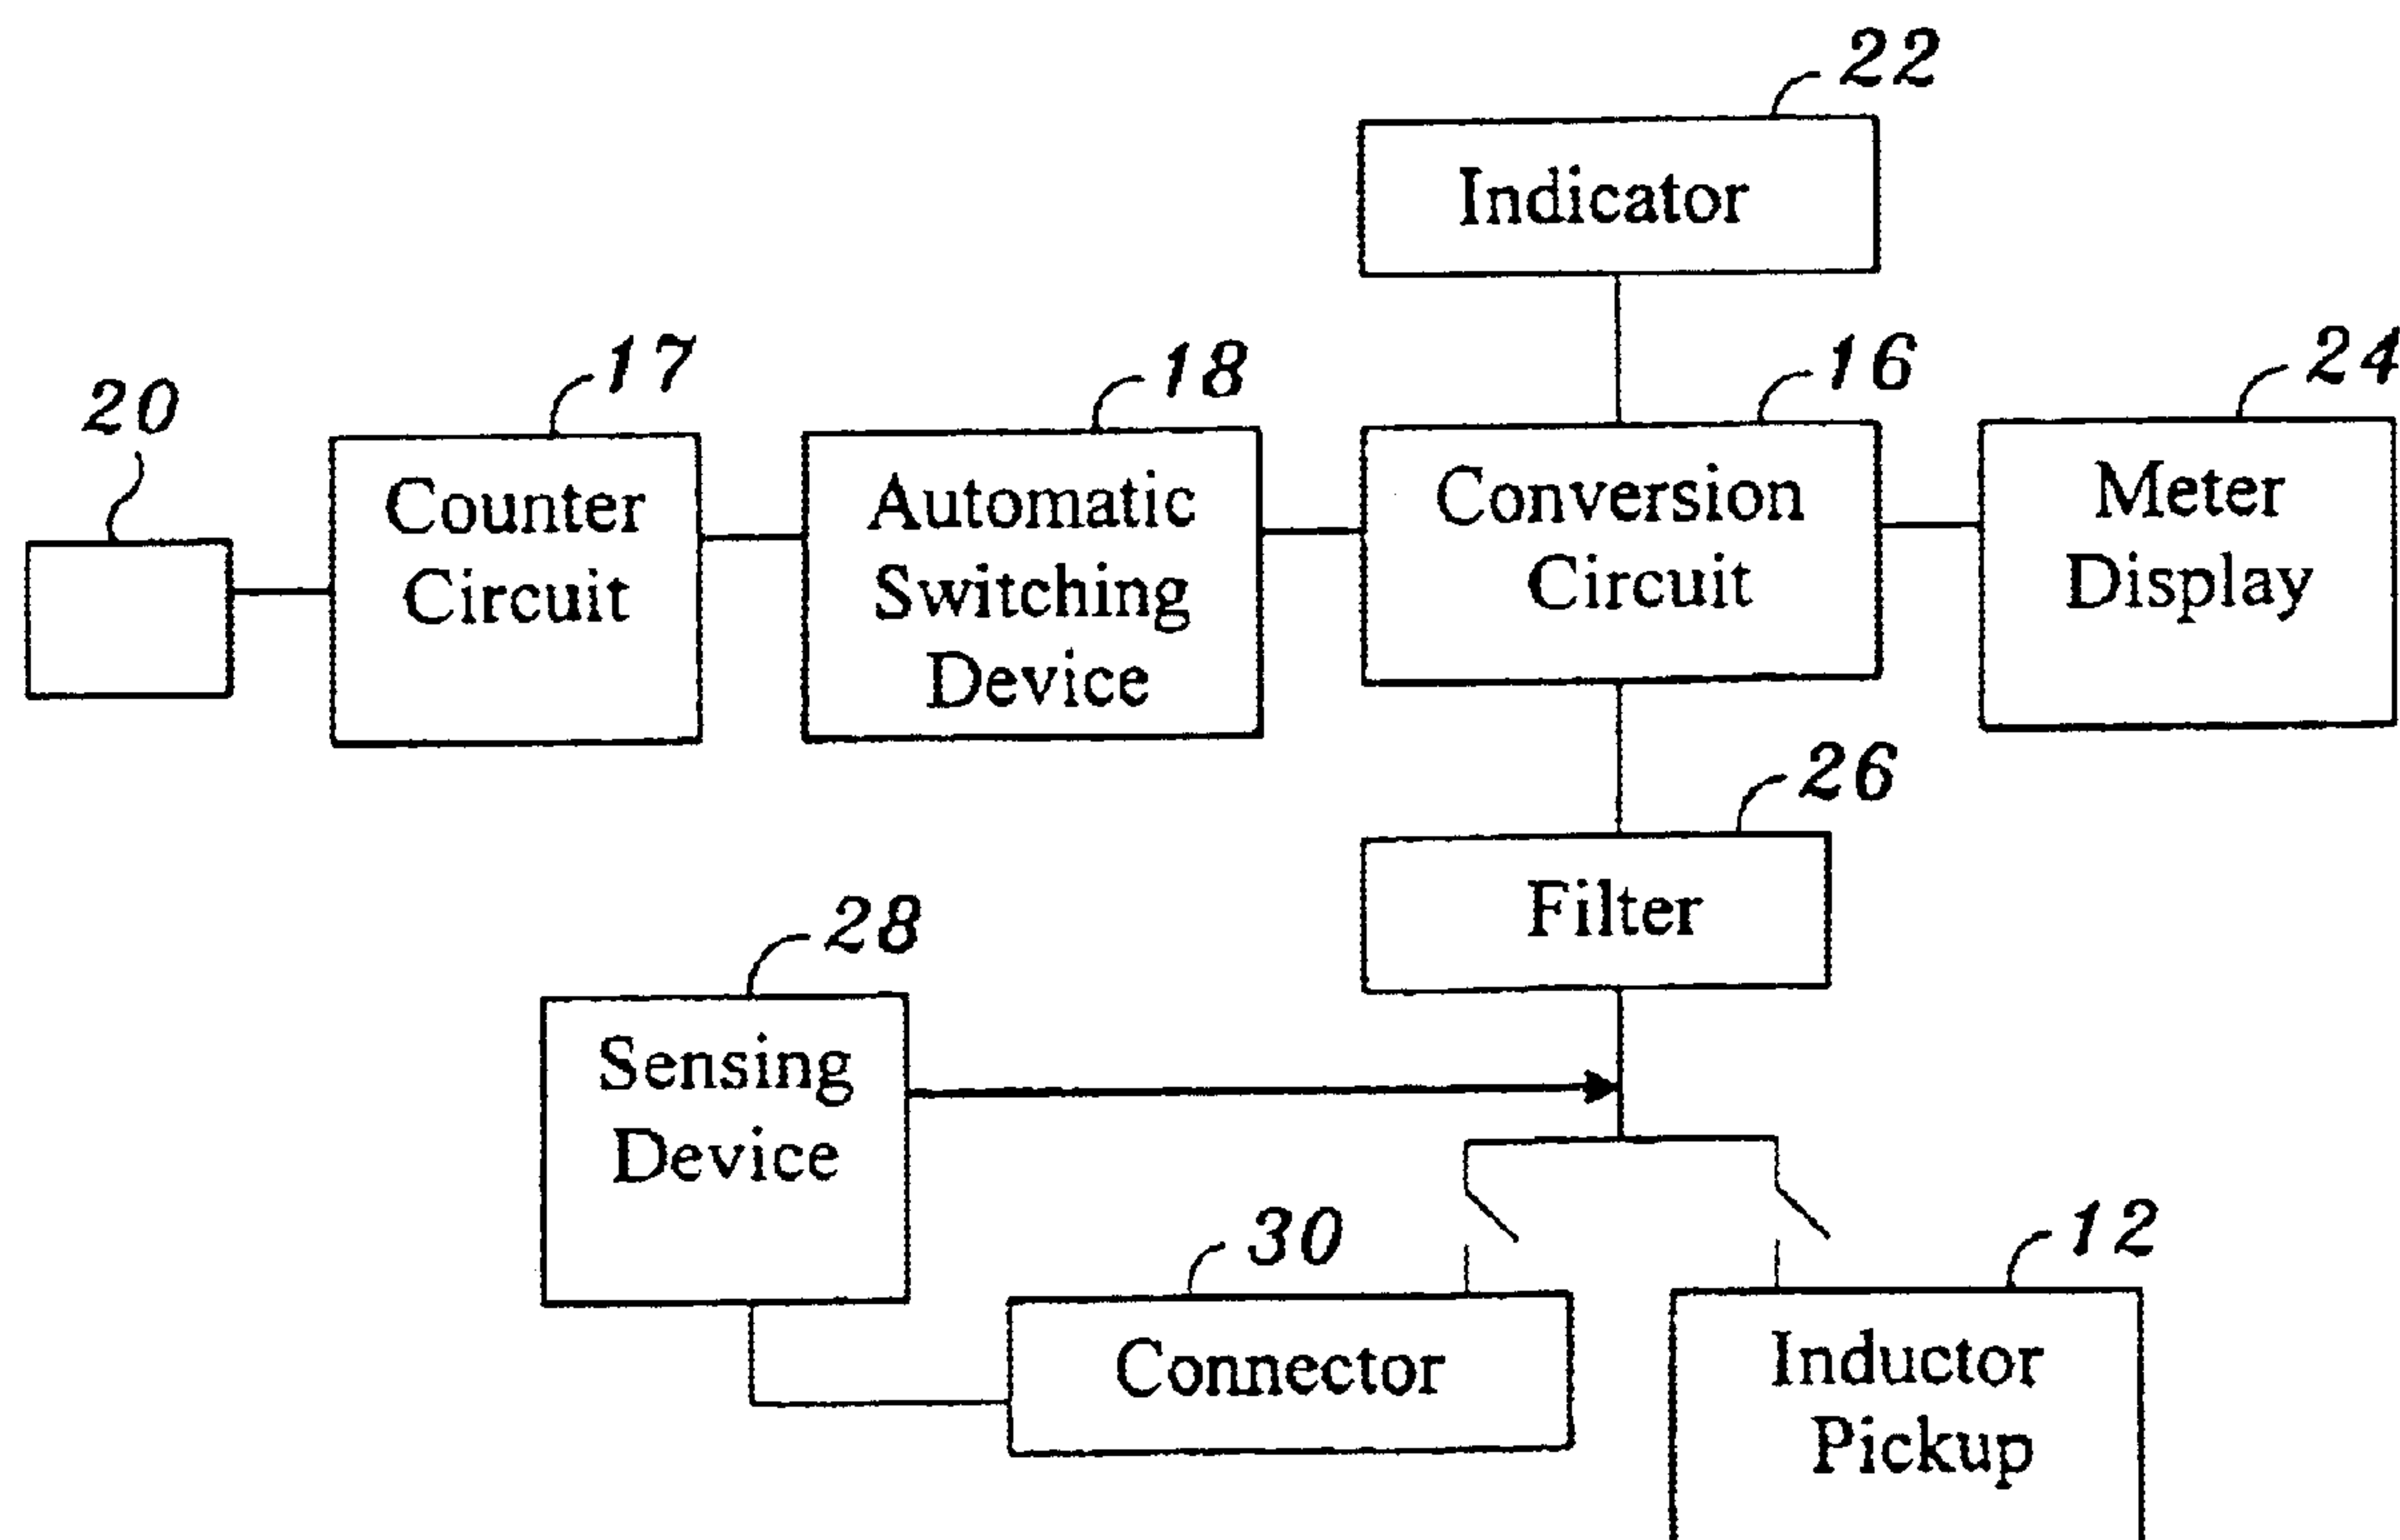 22
Indicator
17
18
16
24
20
Counter
Circuit
Automatic
Switching
Device
Conversion
Circuit
Meter
Display
26
Filter
28
Sensing
Device
30
Connector
12
Inductor
Pickup